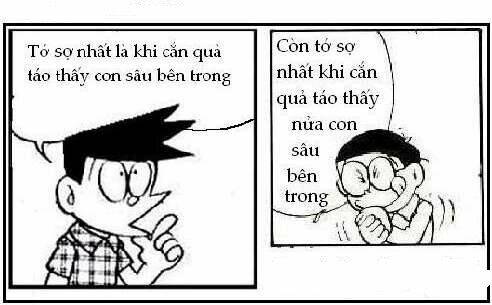 Tớ sợ nhất là khi cắn quả
táo thấy con sâu bên trong
Còn tớ sợ
nhất khi cắn
quả táo thấy
nửa con
sâu
bên
trong